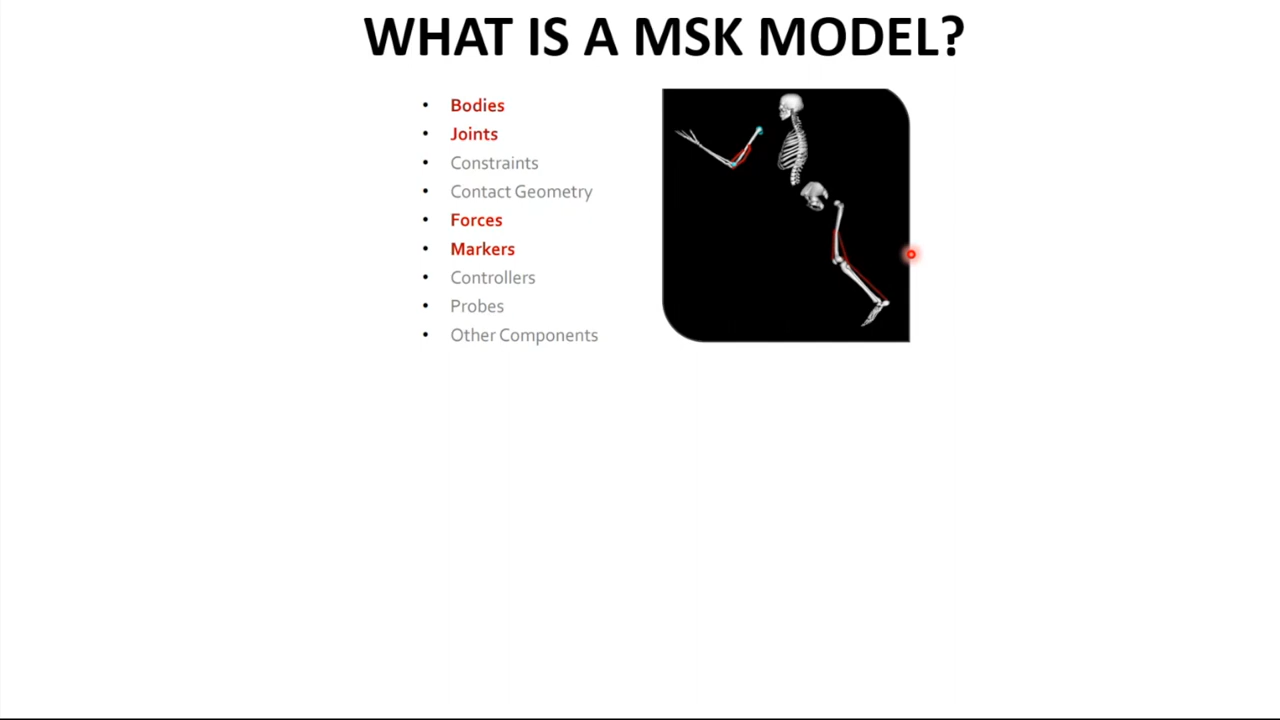 WHAT IS A MSK MODEL?
• Bodies
• Joints
• Constraints
• Contact Geometry
• Forces
• Markers
• Controllers
• Probes
• Other Components